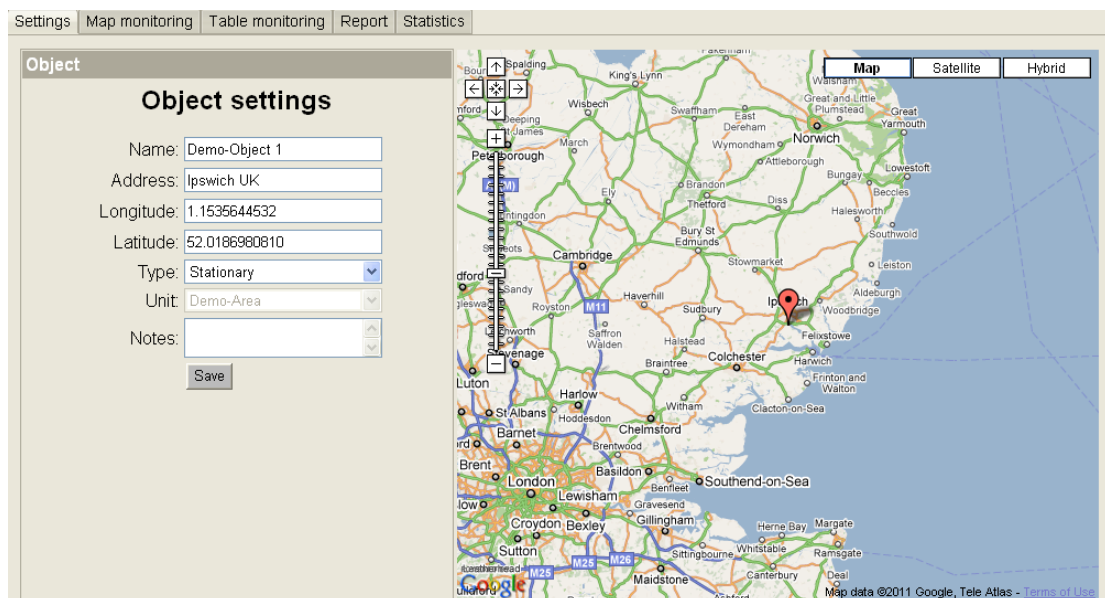 Settings Map monitoring Table monitoring Report Statistics
Object
Object settings
Name: Demo-Object 1
Address: Ipswich UK
Longitude: 1.1535644532
Latitude: 52.0186980810
Type: Stationary
Unit: Demo-Area
Notes:
Save
Map Satellite Hybrid
Spalding
King's Lynn
Walsham
Great and Little
Plumstead
Great
Yarmouth
Wisbech
Swaffham
East
Dereham
Norwich
March
Wymondham
Attleborough
Lowestoft
Bungay
Beccles
Ely
Brandon
Thetford
Diss
Halesworth
Southwold
Bury St
Edmunds
Cambridge
Stowmarket
Leiston
Sandy
Royston
M11
Haverhill
Sudbury
Aldeburgh
Woodbridge
Saffron
Walden
Halstead
Felixstowe
Colchester
Harwich
Braintree
Frinton and
Walton
Luton
Harlow
Witham
Clacton-on-Sea
St Albans
Hoddesdon
Chelmsford
Barnet
Brentwood
Brent
Basildon
London
Benfleet
Southend-on-Sea
Lewisham
Gravesend
Croydon
Bexley
Gillingham
Herne Bay
Margate
Sutton
Sittingbourne
Whitstable
Ramsgate
M25
M25
M26
Maidstone
Canterbury
Deal
Google
Map data ©2011 Google, Tele Atlas - Terms of Use